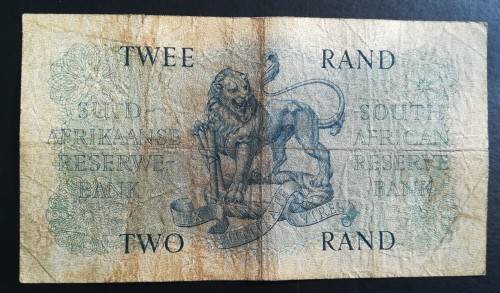 TWEE RAND
SUID-
AFRIKAANSE
RESERWE-
BANK
SOUTH
AFRICAN
RESERVE
BANK
TWO RAND